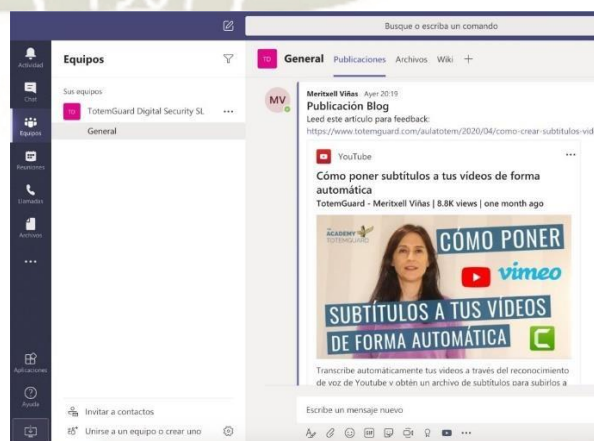 Busque o escriba un comando
Actividad
Chat
Equipos
Reuniones
Llamadas
Archivos
Aplicaciones
Ayuda
Equipos
Sus equipos
TD TotemGuard Digital Security SL ...
General
Invitar a contactos
Unirse a un equipo o crear uno
TD General Publicaciones Archivos Wiki +
MV
Meritxell Viñas Ayer 20:19
Publicación Blog
Leed este artículo para feedback:
https://www.totemguard.com/aulatotem/2020/04/como-crear-subtitulos-vid
YouTube ...
Cómo poner subtítulos a tus vídeos de forma
automática
TotemGuard - Meritxell Viñas | 8.8K views | one month ago
ACADEMY
TOTEMGUARD
CÓMO PONER
vimeo
SUBTÍTULOS A TUS VÍDEOS
DE FORMA AUTOMÁTICA
Transcribe automáticamente tus videos a través del reconocimiento
de voz de Youtube y obtén un archivo de subtítulos para subirlos a
Escribe un mensaje nuevo
GIF